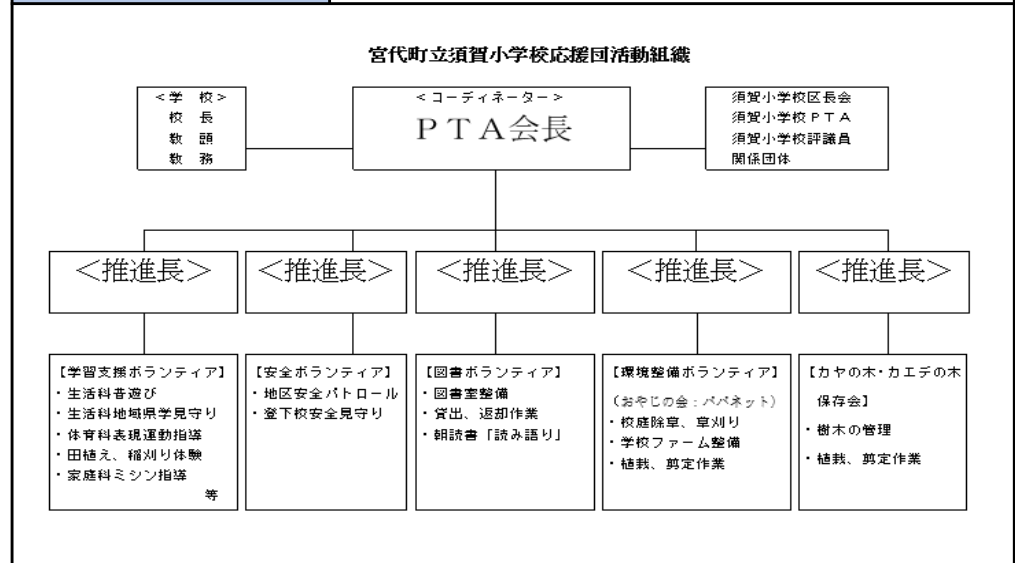 宮代町立須賀小学校応援団活動組織
＜学　校＞
校　長
教　頭
教　務
＜コーディネーター＞
ＰＴＡ会長
須賀小学校区長会
須賀小学校ＰＴＡ
須賀小学校評議員
関係団体
＜推進長＞
＜推進長＞
＜推進長＞
＜推進長＞
＜推進長＞
【学習支援ボランティア】
・生活科昔遊び
・生活科地域県学見守り
・体育科表現運動指導
・田植え、稲刈り体験
・家庭科ミシン指導
等
【安全ボランティア】
・地区安全パトロール
・登下校安全見守り
【図書ボランティア】
・図書室整備
・貸出、返却作業
・朝読書「読み語り」
【環境整備ボランティア】
（おやじの会：パパネット）
・校庭除草、草刈り
・学校ファーム整備
・植栽、剪定作業
【カヤの木・カエデの木
保存会】
・樹木の管理
・植栽、剪定作業